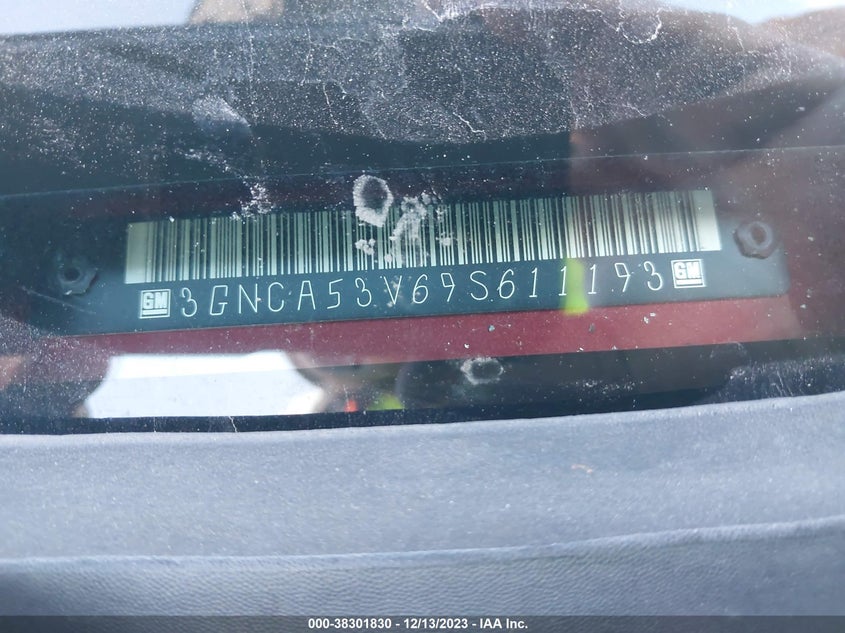 GM 3GNCA53V69S611193 GM
000-38301830 - 12/13/2023 - IAA Inc.